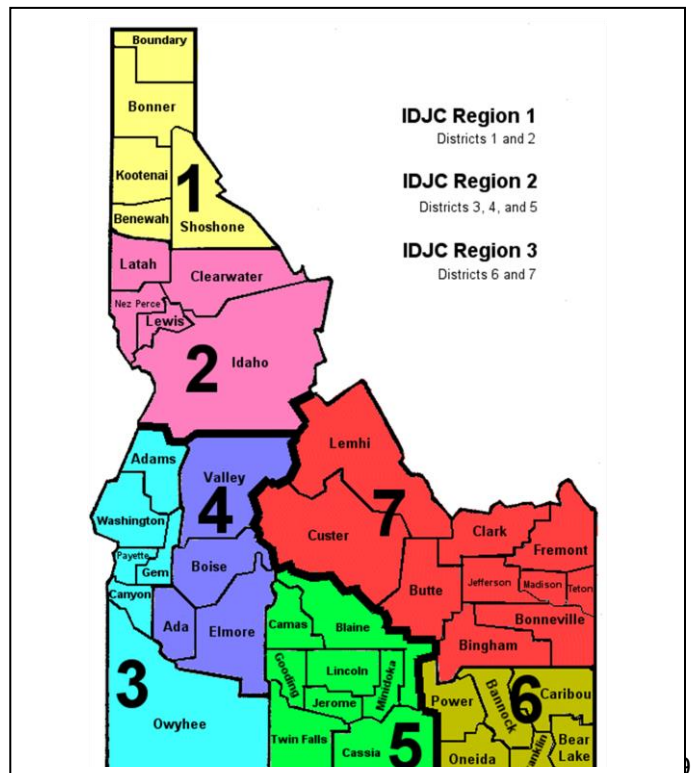 Boundary
Bonner
IDJC Region 1
Districts 1 and 2
Kootenai
1
IDJC Region 2
Districts 3, 4, and 5
Benewah
Shoshone
IDJC Region 3
Districts 6 and 7
Latah
Clearwater
Nez Perce
Lewis
2
Idaho
Lemhi
Adams
Valley
7
4
Washington
Custer
Clark
Fremont
Payette
Gem
Boise
Jefferson
Madison
Teton
Canyon
Butte
Ada
Elmore
Camas
Blaine
Bonneville
Bingham
3
Gooding
Lincoln
Minidoka
Jerome
Power
Bannock
6
Caribou
Owyhee
Twin Falls
Cassia
5
Oneida
Bear
Lake